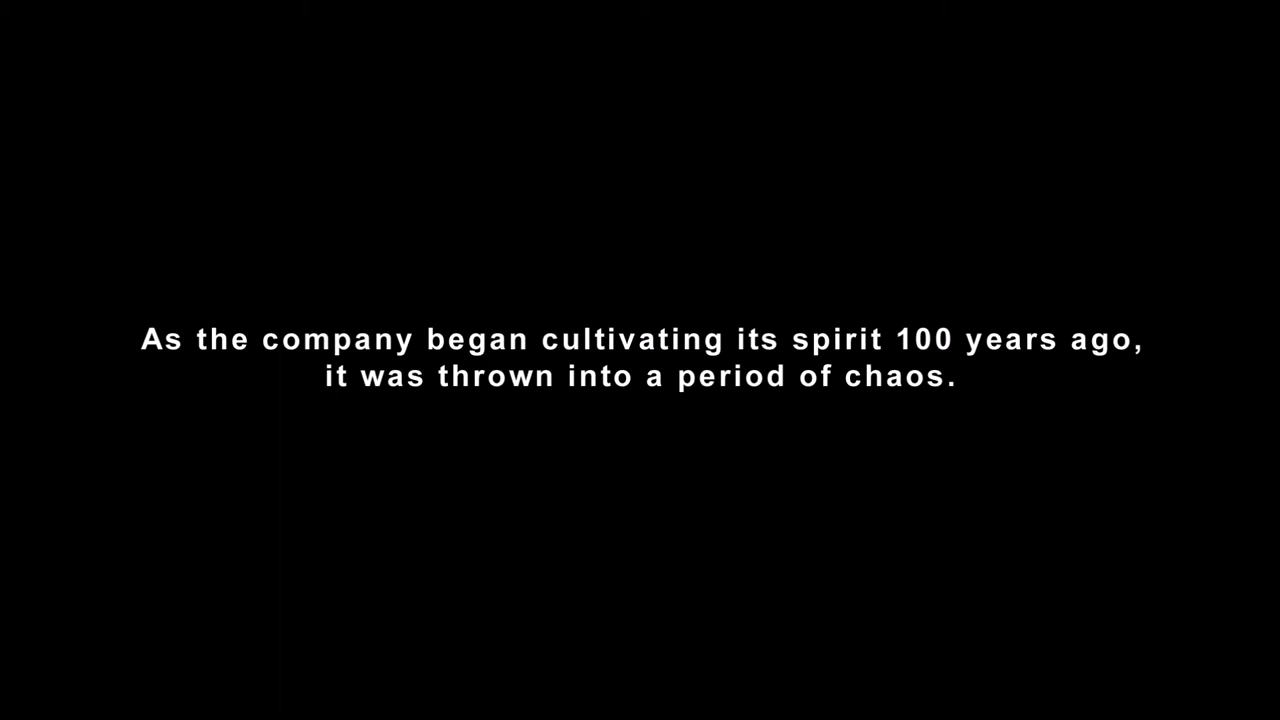 As the company began cultivating its spirit 100 years ago,
it was thrown into a period of chaos.